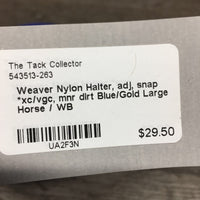 The Tack Collector
543513-263
Weaver Nylon Halter, adj, snap
*xc/vgc, mnr dirt Blue/Gold Large
Horse / WB
$29.50
UA2F3N